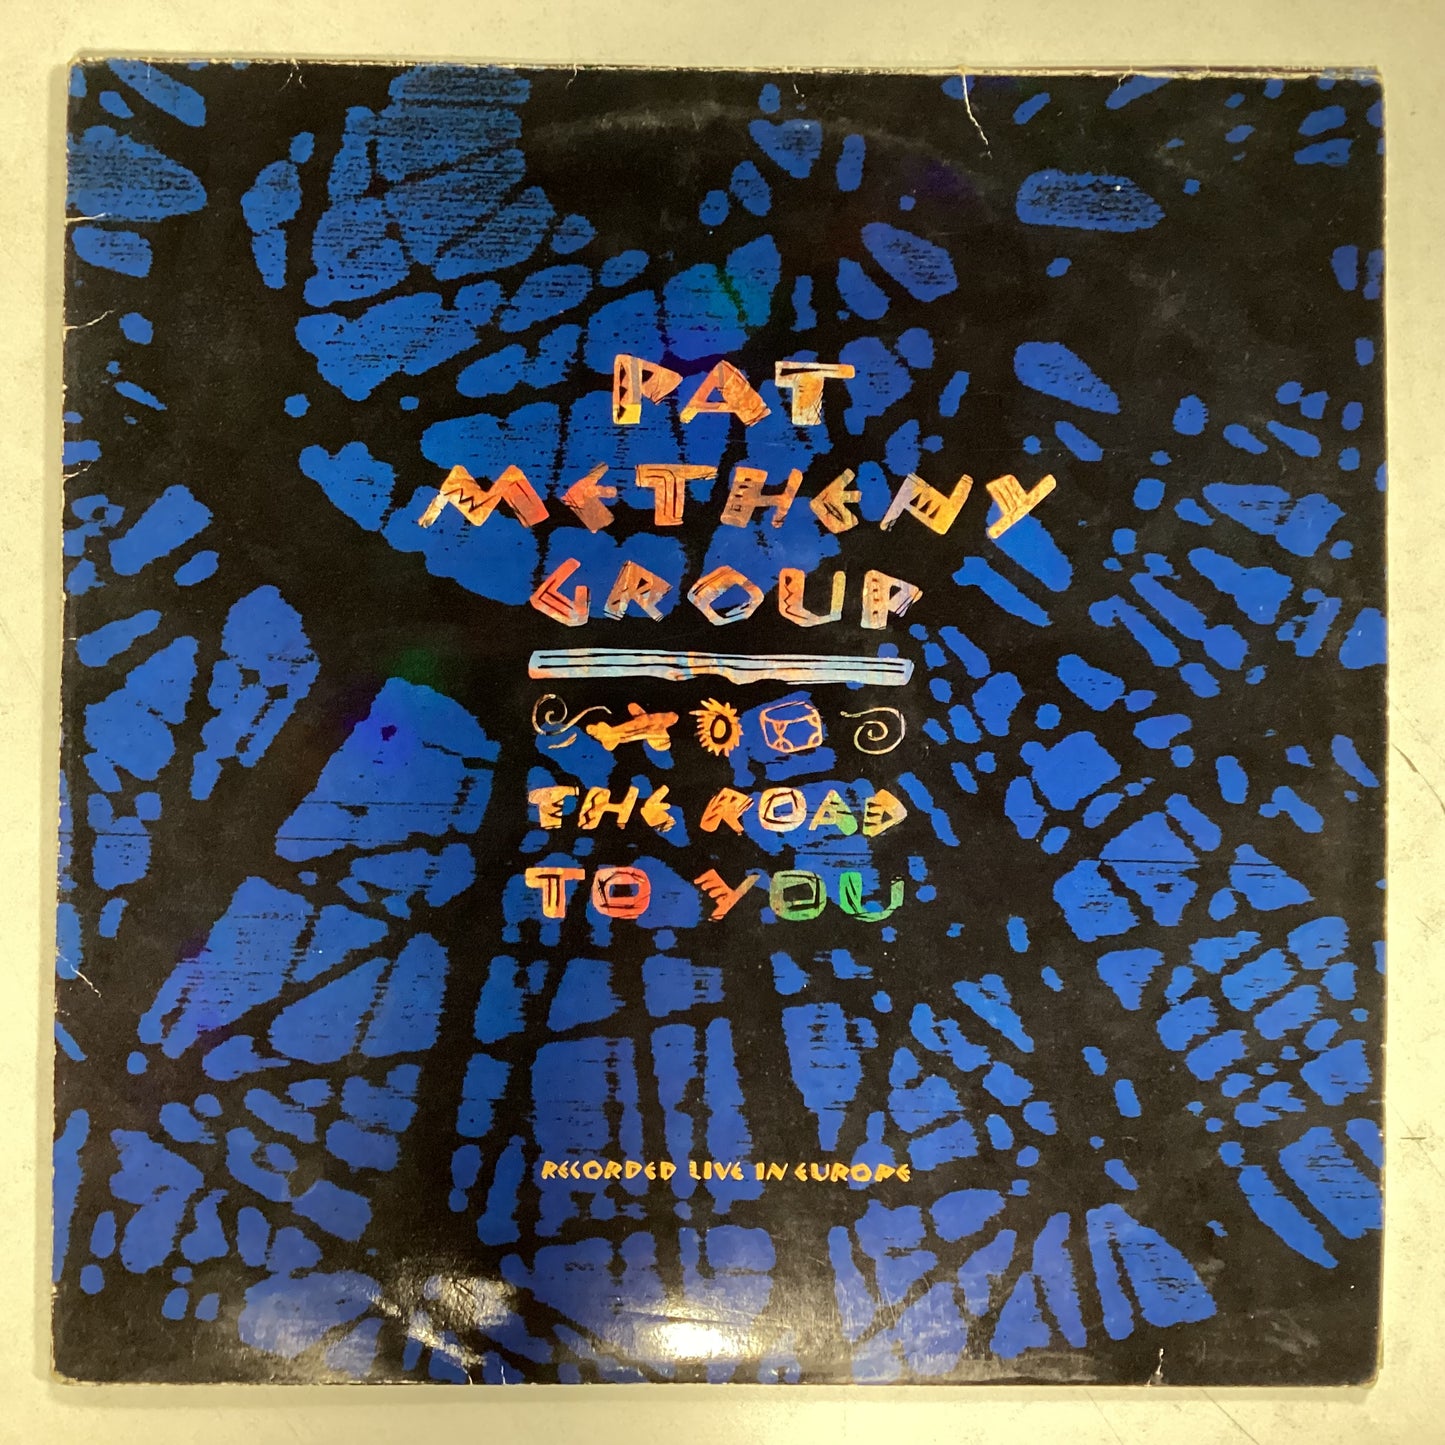 PAT
METHENY
GROUP
THE ROAD
TO YOU
RECORDED LIVE IN EUROPE